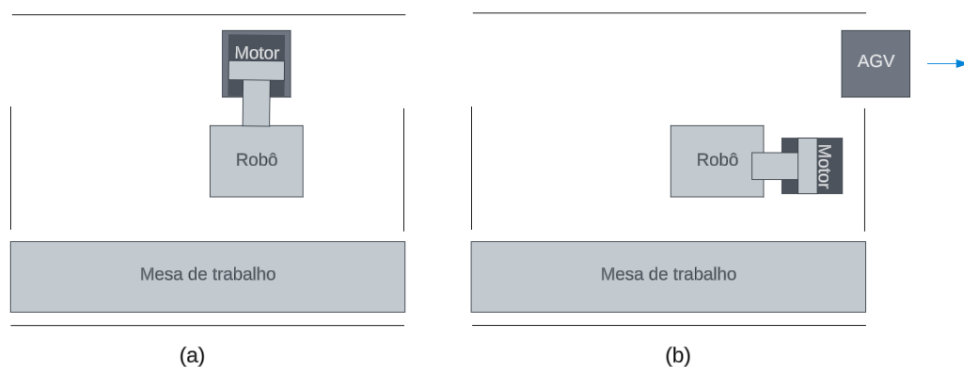 Motor
AGV
Robô
Robô
Motor
Mesa de trabalho
Mesa de trabalho
(a)
(b)